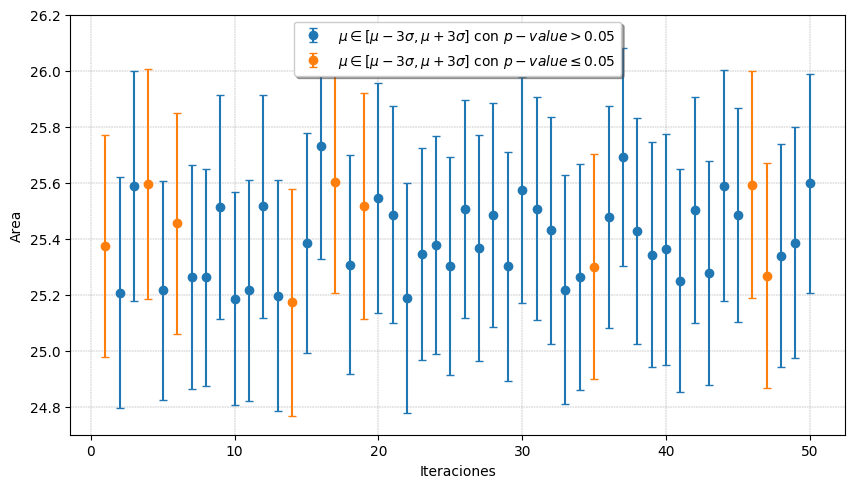 μ ∈ [μ − 3σ, μ + 3σ] con p − value > 0.05
μ ∈ [μ − 3σ, μ + 3σ] con p − value ≤ 0.05
26.2
26.0
25.8
25.6
25.4
25.2
25.0
24.8
Area
0 10 20 30 40 50
Iteraciones